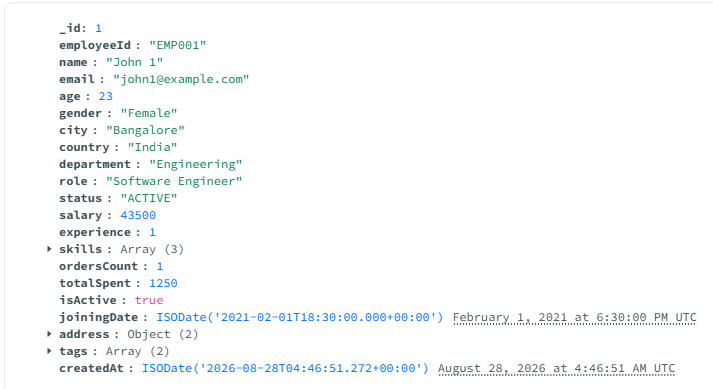 _id: 1
employeeId : "EMP001"
name : "John 1"
email : "john1@example.com"
age : 23
gender : "Female"
city : "Bangalore"
country : "India"
department : "Engineering"
role : "Software Engineer"
status : "ACTIVE"
salary : 43500
experience : 1
skills : Array (3)
ordersCount : 1
totalSpent : 1250
isActive : true
joiningDate : ISODate('2021-02-01T18:30:00.000+00:00') February 1, 2021 at 6:30:00 PM UTC
address : Object (2)
tags : Array (2)
createdAt : ISODate('2026-08-28T04:46:51.272+00:00') August 28, 2026 at 4:46:51 AM UTC